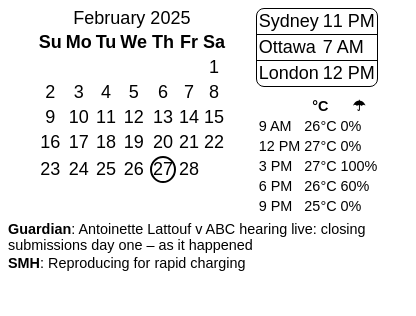 February 2025
Su Mo Tu We Th Fr Sa
1
2 3 4 5 6 7 8
9 10 11 12 13 14 15
16 17 18 19 20 21 22
23 24 25 26 27 28
Sydney 11 PM
Ottawa 7 AM
London 12 PM
°C ☂
9 AM 26°C 0%
12 PM 27°C 0%
3 PM 27°C 100%
6 PM 26°C 60%
9 PM 25°C 0%
Guardian: Antoinette Lattouf v ABC hearing live: closing
submissions day one – as it happened
SMH: Reproducing for rapid charging